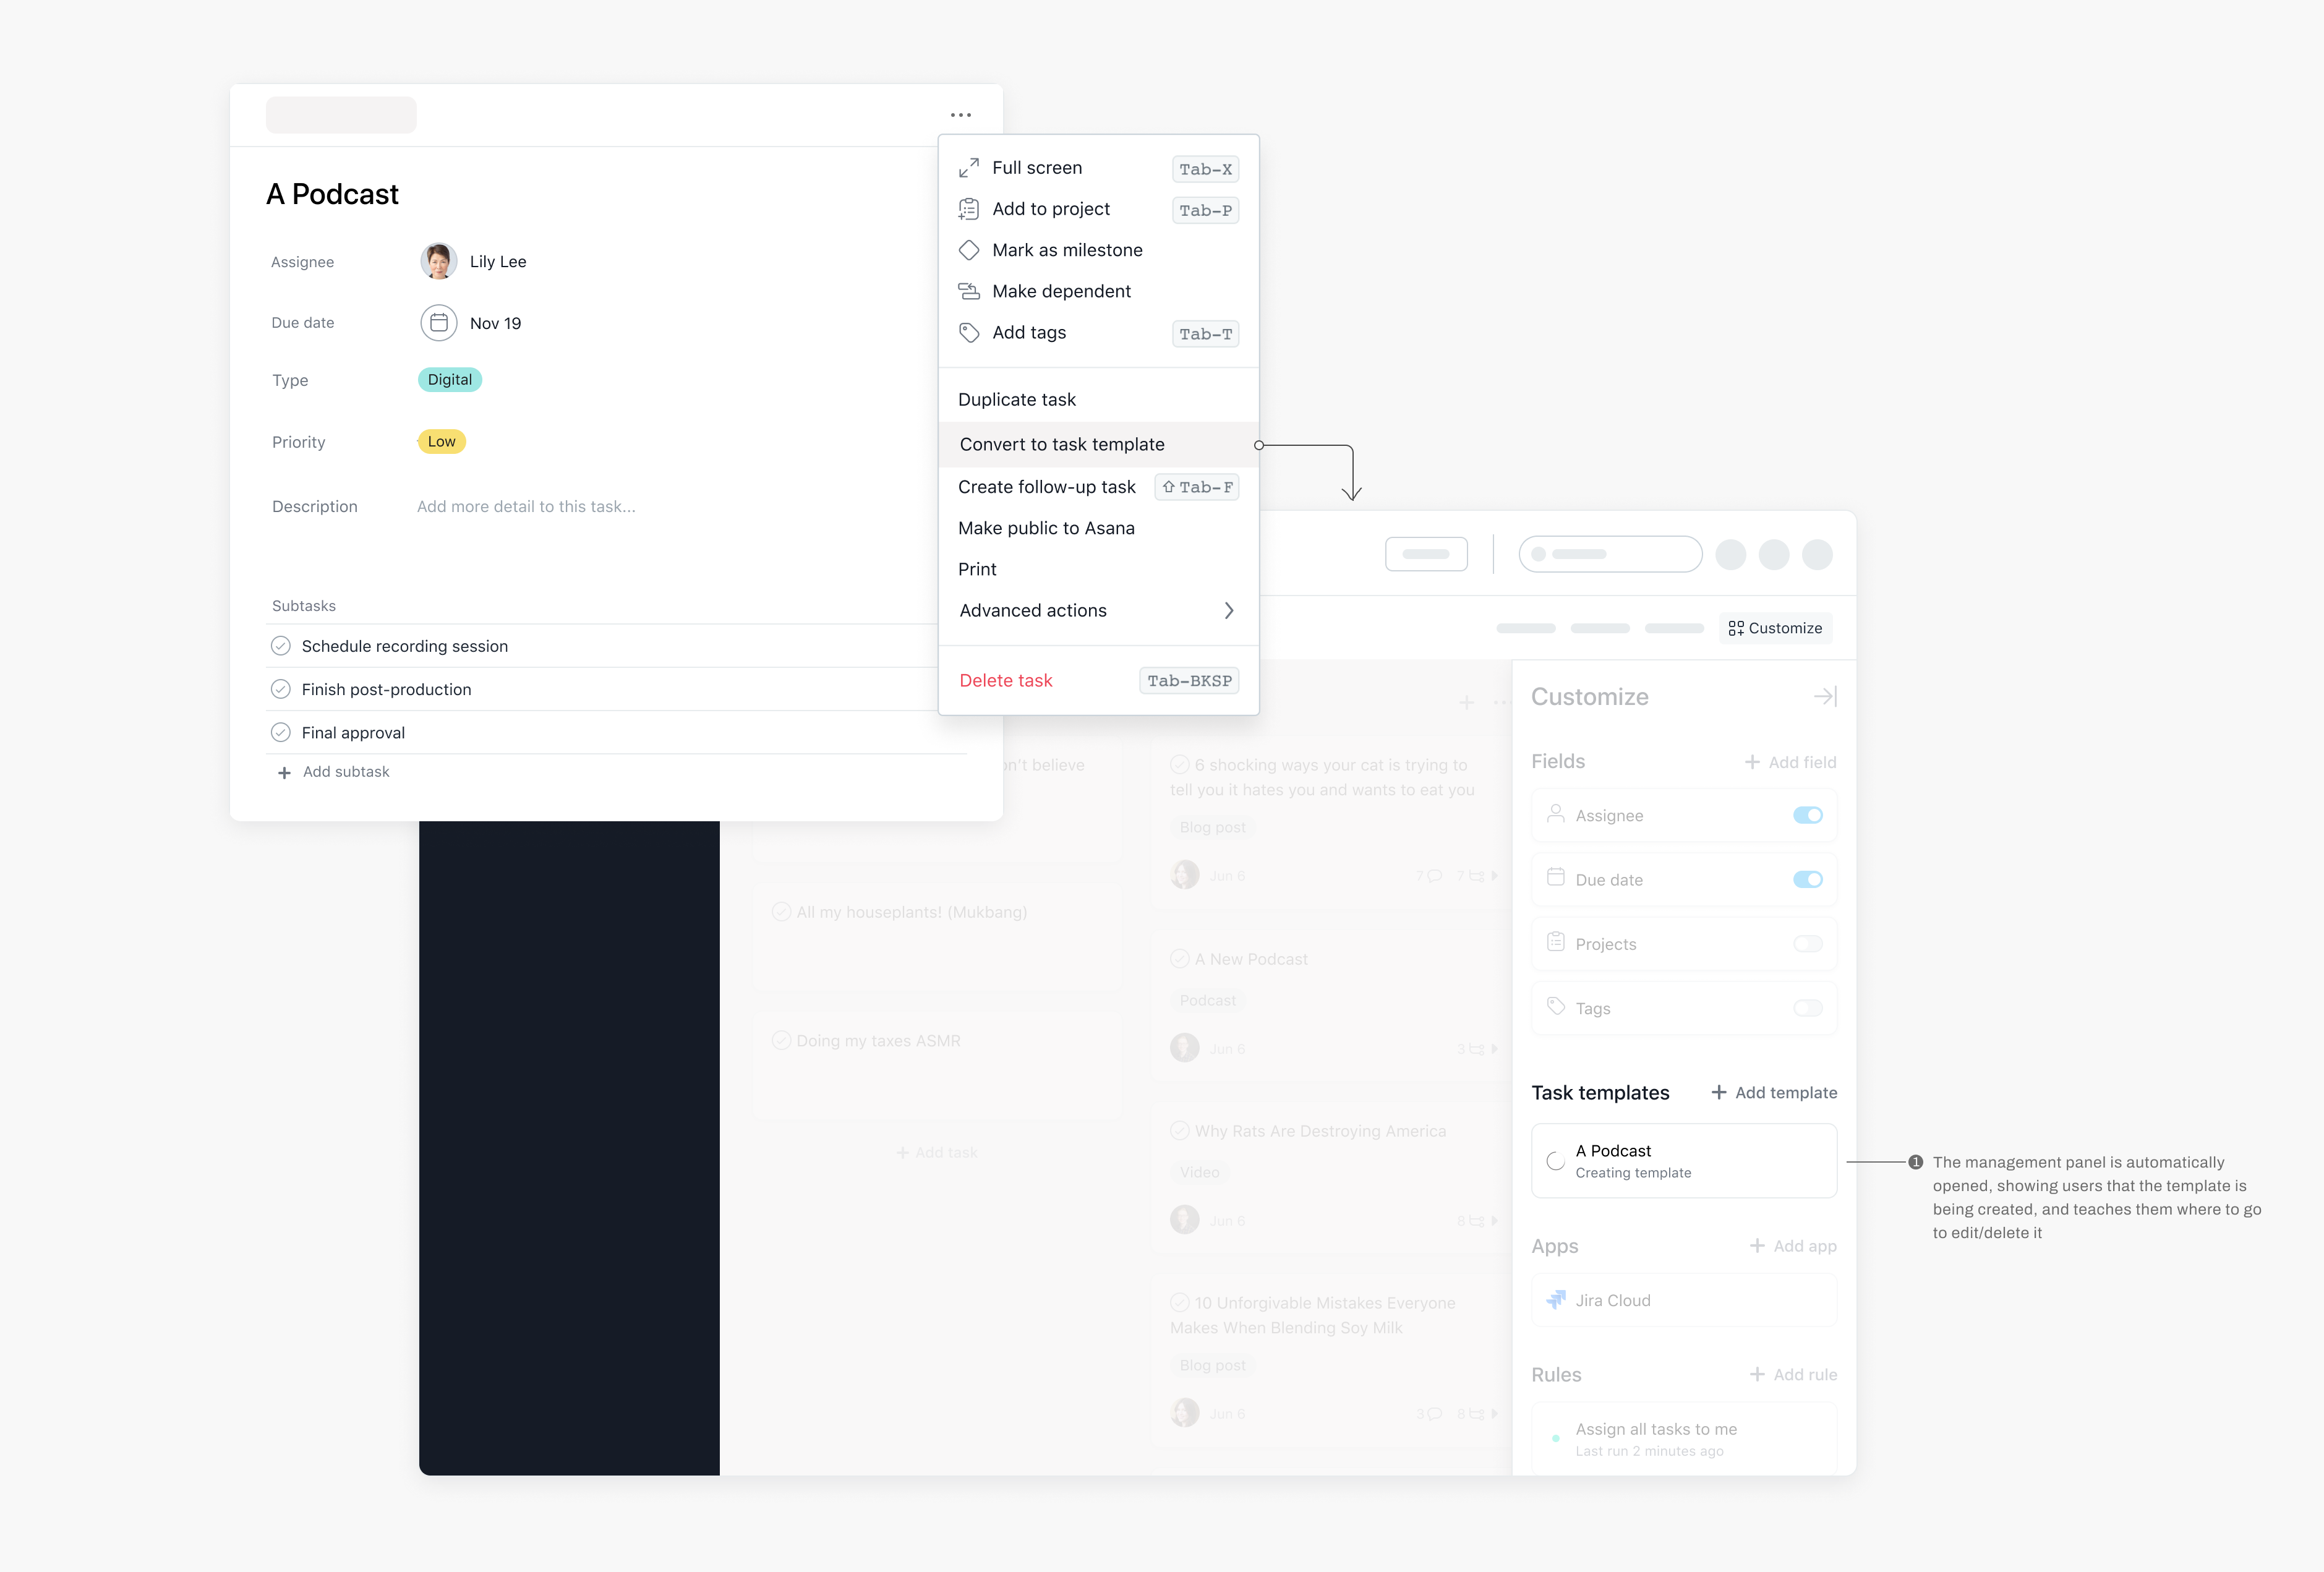 A Podcast
Assignee
Lily Lee
Due date
Nov 19
Type
Digital
Priority
Low
Description
Add more detail to this task...
Subtasks
Schedule recording session
Finish post-production
Final approval
Add subtask
Full screen
Tab-X
Add to project
Tab-P
Mark as milestone
Make dependent
Add tags
Tab-T
Duplicate task
Convert to task template
Create follow-up task
Tab-F
Make public to Asana
Print
Advanced actions
Delete task
Tab-BKSP
Customize
n't believe
All my houseplants! (Mukbang)
Doing my taxes ASMR
Add task
6 shocking ways your cat is trying to
tell you it hates you and wants to eat you
Blog post
Jun 6
7
7
A New Podcast
Podcast
Jun 6
3
Why Rats Are Destroying America
Video
Jun 6
8
10 Unforgivable Mistakes Everyone
Makes When Blending Soy Milk
Blog post
Jun 6
3
8
Customize
Fields
Add field
Assignee
Due date
Projects
Tags
Task templates
Add template
A Podcast
Creating template
Apps
Add app
Jira Cloud
Rules
Add rule
Assign all tasks to me
Last run 2 minutes ago
1 The management panel is automatically
opened, showing users that the template is
being created, and teaches them where to go
to edit/delete it